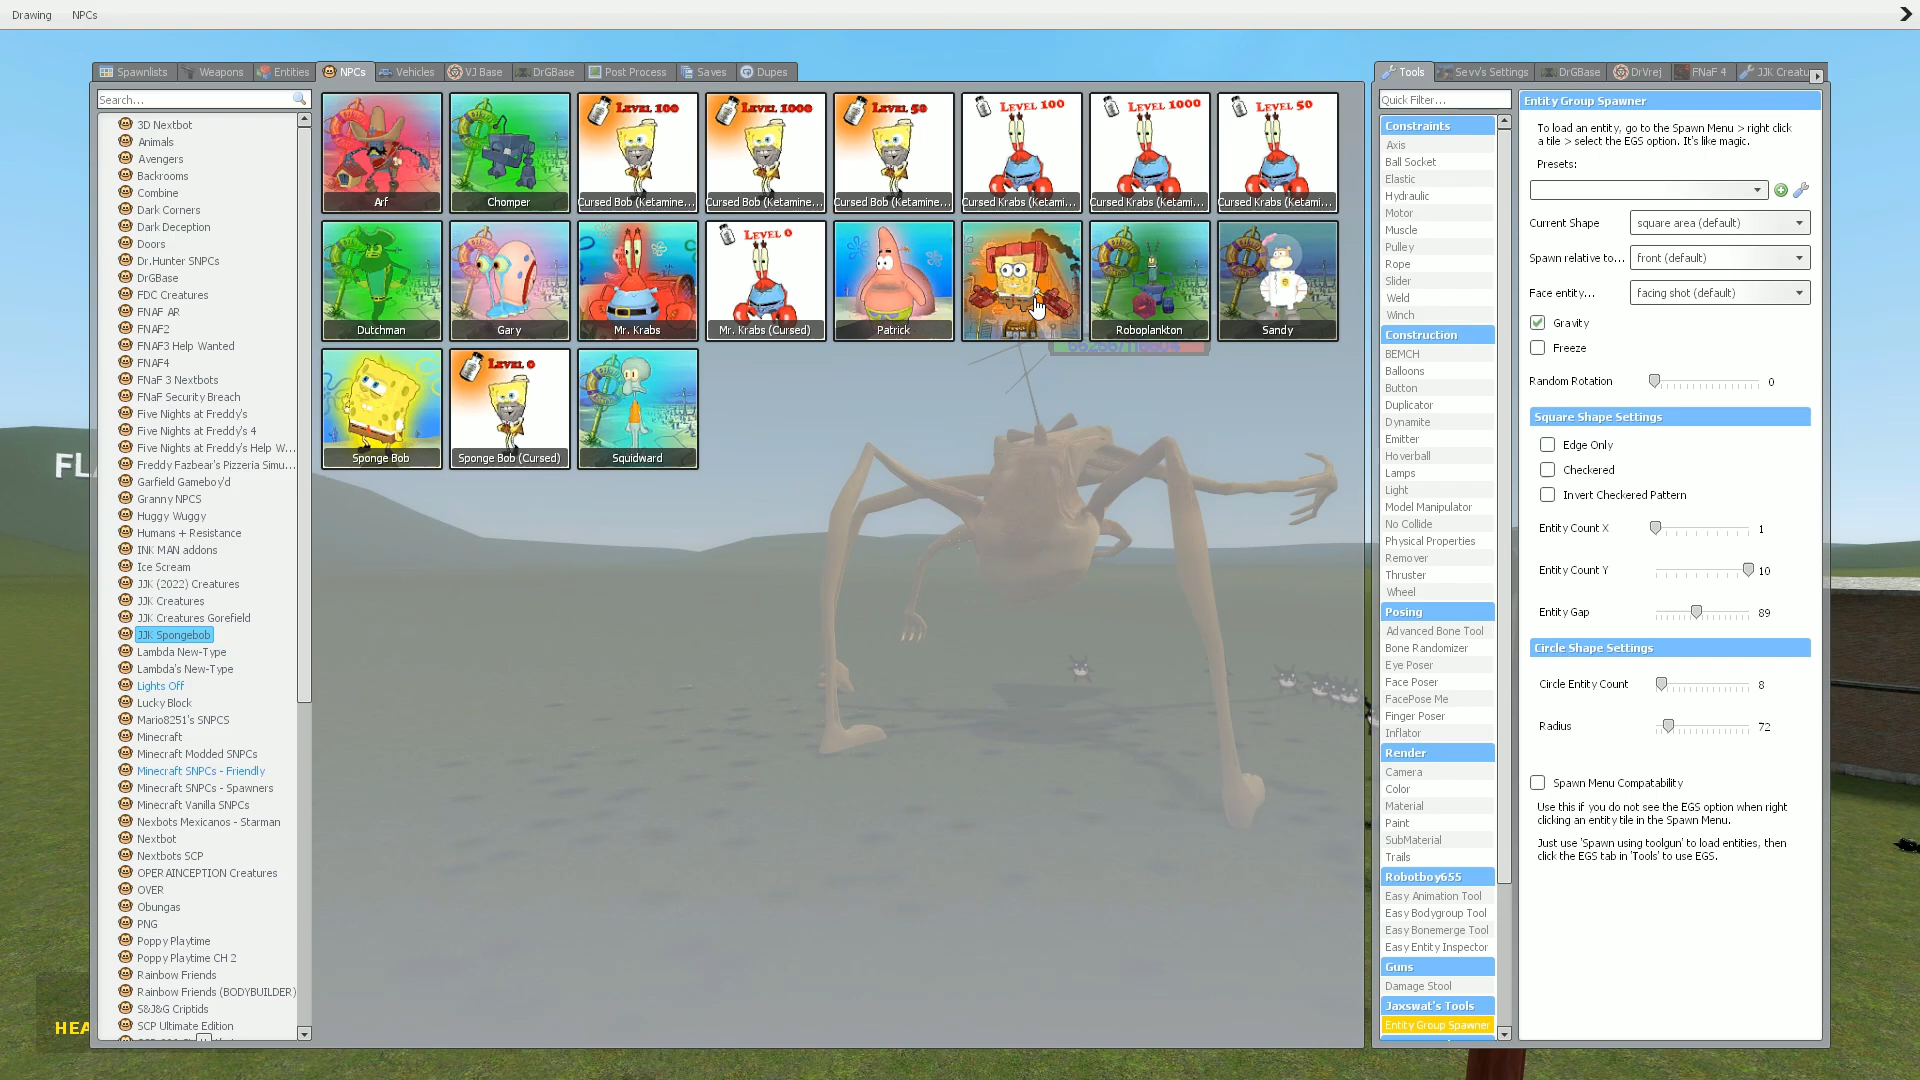 Drawing NPCs
Spawnlists Weapons Entities NPCs Vehicles VJ Base DrGBase Post Process Saves Dupes
Search...
3D Nextbot
Animals
Avengers
Backrooms
Combine
Dark Corners
Dark Deception
Doors
Dr.Hunter SNPCs
DrGBase
FDC Creatures
FNAF AR
FNAF2
FNAF3 Help Wanted
FNAF4
FNaF 3 Nextbots
FNaF Security Breach
Five Nights at Freddy's
Five Nights at Freddy's 4
Five Nights at Freddy's Help W...
Freddy Fazbear's Pizzeria Simu...
Garfield Gameboy'd
Granny NPCS
Huggy Wuggy
Humans + Resistance
INK MAN addons
Ice Scream
JJK (2022) Creatures
JJK Creatures
JJK Creatures Gorefield
JJK Spongebob
Lambda New-Type
Lambda's New-Type
Lights Off
Lucky Block
Mario8251's SNPCS
Minecraft
Minecraft Modded SNPCs
Minecraft SNPCs - Friendly
Minecraft SNPCs - Spawners
Minecraft Vanilla SNPCs
Nexbots Mexicanos - Starman
Nextbot
Nextbots SCP
OPERAINCEPTION Creatures
OVER
Obungas
PNG
Poppy Playtime
Poppy Playtime CH 2
Rainbow Friends
Rainbow Friends (BODYBUILDER)
S&J&G Criptids
SCP Ultimate Edition
LEVEL 100 LEVEL 1000 LEVEL 50 LEVEL 100 LEVEL 1000 LEVEL 50
Arf Chomper Cursed Bob (Ketamine... Cursed Bob (Ketamine... Cursed Bob (Ketamine... Cursed Krabs (Ketami... Cursed Krabs (Ketami... Cursed Krabs (Ketami...
LEVEL 0
Dutchman Gary Mr. Krabs Mr. Krabs (Cursed) Patrick Roboplankton Sandy
LEVEL 0
Sponge Bob Sponge Bob (Cursed) Squidward
FL
HEA
Tools Sevv's Settings DrGBase DrVrej FNaF 4 JJK Creatu
Quick Filter...
Constraints
Axis
Ball Socket
Elastic
Hydraulic
Motor
Muscle
Pulley
Rope
Slider
Weld
Winch
Construction
BEMCH
Balloons
Button
Duplicator
Dynamite
Emitter
Hoverball
Lamps
Light
Model Manipulator
No Collide
Physical Properties
Remover
Thruster
Wheel
Posing
Advanced Bone Tool
Bone Randomizer
Eye Poser
Face Poser
FacePose Me
Finger Poser
Inflator
Render
Camera
Color
Material
Paint
SubMaterial
Trails
Robotboy655
Easy Animation Tool
Easy Bodygroup Tool
Easy Bonemerge Tool
Easy Entity Inspector
Guns
Damage Stool
Jaxswat's Tools
Entity Group Spawner
Entity Group Spawner
To load an entity, go to the Spawn Menu > right click
a tile > select the EGS option. It's like magic.
Presets:
Current Shape square area (default)
Spawn relative to... front (default)
Face entity... facing shot (default)
Gravity
Freeze
Random Rotation 0
Square Shape Settings
Edge Only
Checkered
Invert Checkered Pattern
Entity Count X 1
Entity Count Y 10
Entity Gap 89
Circle Shape Settings
Circle Entity Count 8
Radius 72
Spawn Menu Compatability
Use this if you do not see the EGS option when right
clicking an entity tile in the Spawn Menu.
Just use 'Spawn using toolgun' to load entities, then
click the EGS tab in 'Tools' to use EGS.